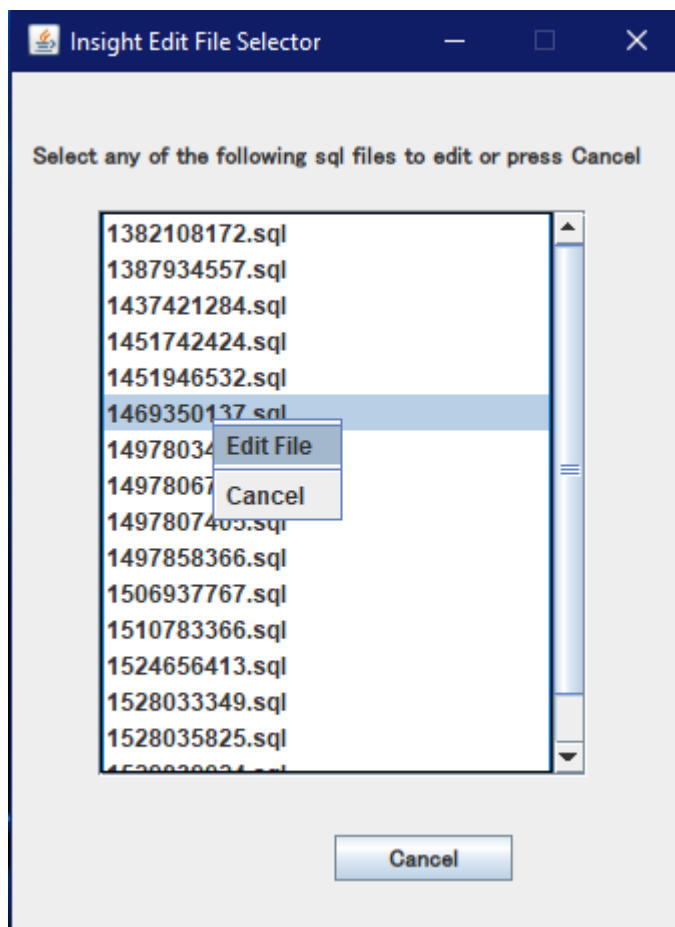 Insight Edit File Selector
Select any of the following sql files to edit or press Cancel
1382108172.sql
1387934557.sql
1437421284.sql
1451742424.sql
1451946532.sql
1469350137.sql
Edit File
Cancel
1497807405.sql
1497858366.sql
1506937767.sql
1510783366.sql
1524656413.sql
1528033349.sql
1528035825.sql
Cancel